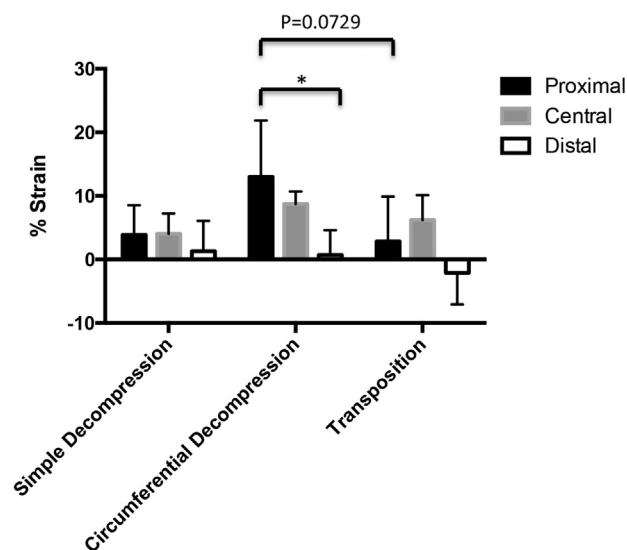 P=0.0729
*
30
20
10
0
-10
% Strain
Proximal
Central
Distal
Simple Decompression
Circumferential Decompression
Transposition